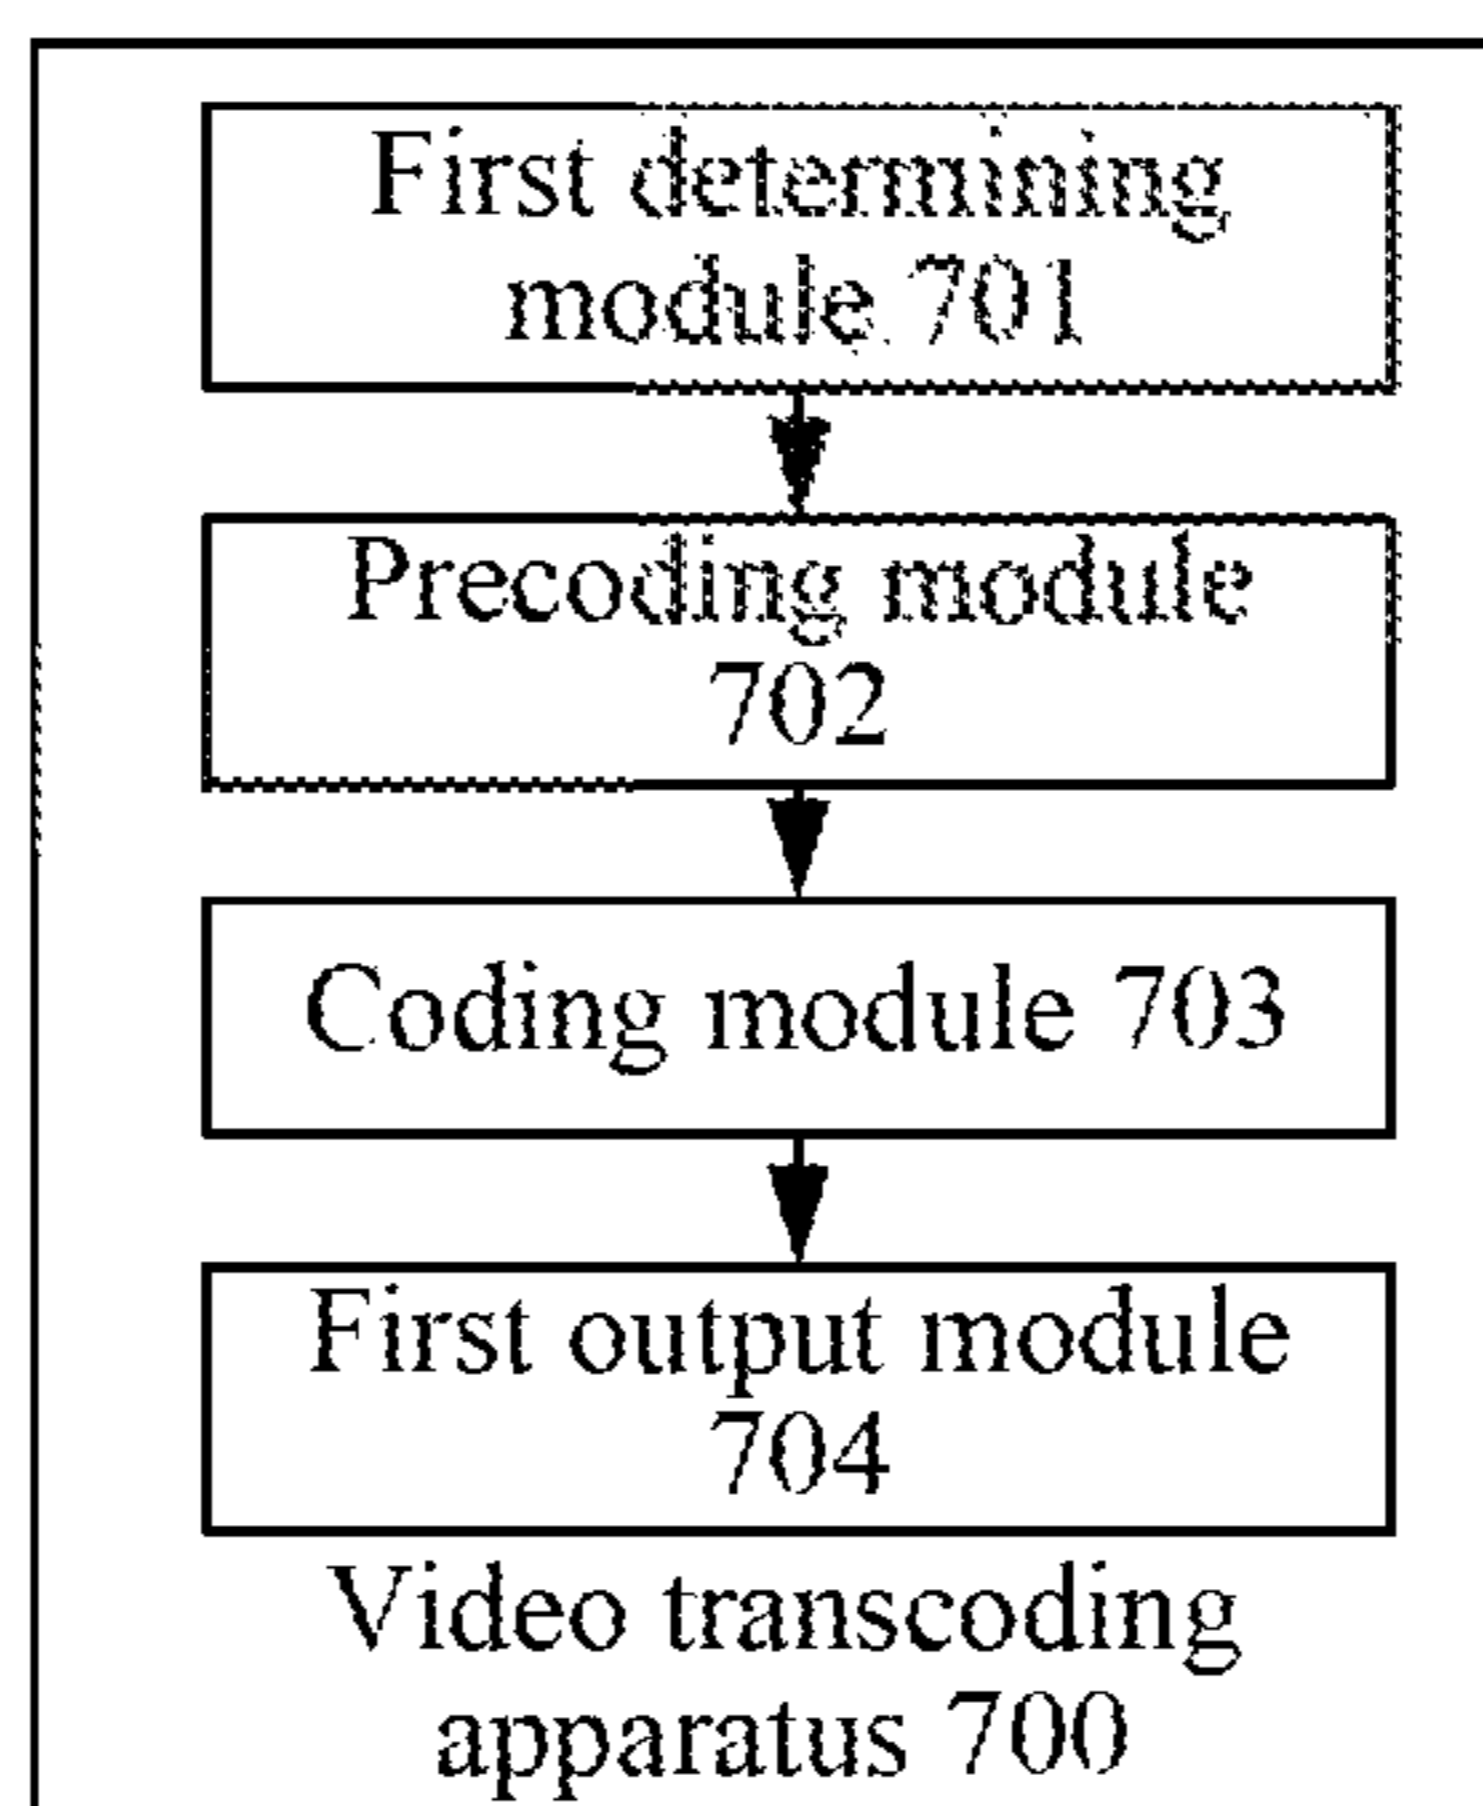 First determining
module 701
Precoding module
702
Coding module 703
First output module
704
Video transcoding
apparatus 700